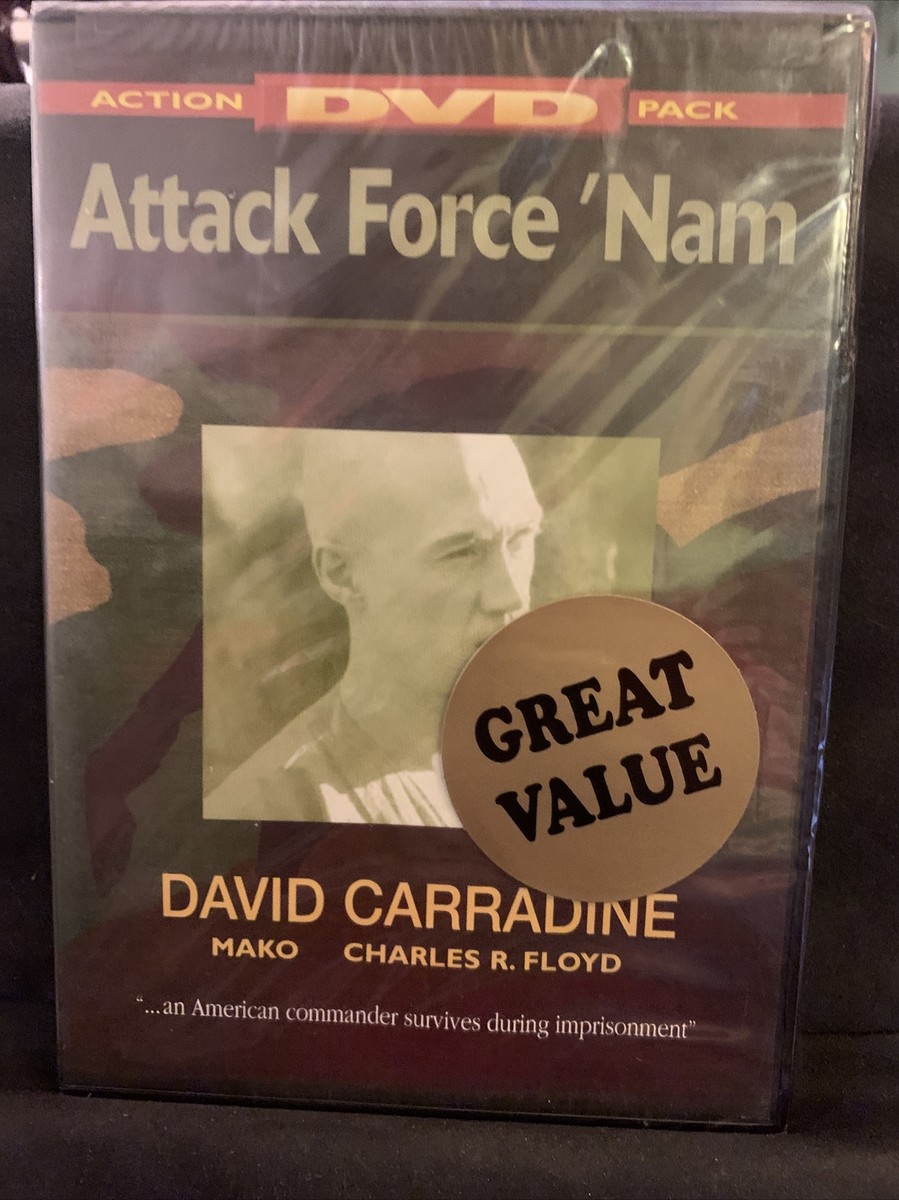 ACTION DVD PACK
Attack Force 'Nam
GREAT
VALUE
DAVID CARRADINE
MAKO CHARLES R. FLOYD
"...an American commander survives during imprisonment"